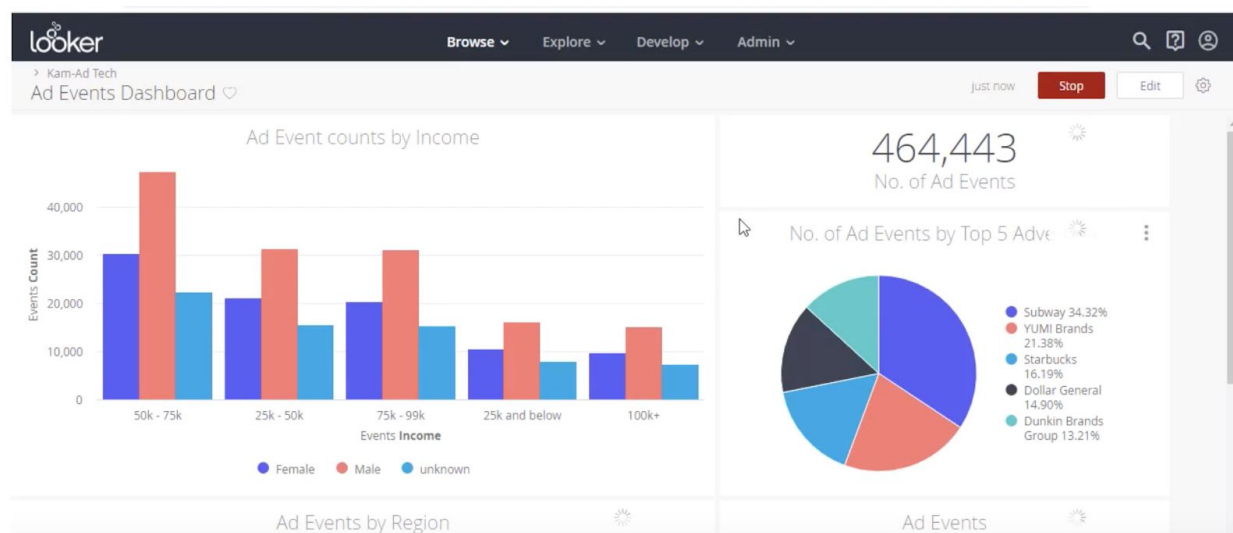 looker
Browse
Explore
Develop
Admin
Kam-Ad Tech
Ad Events Dashboard
just now
Stop
Edit
Ad Event counts by Income
Events Count
40,000
30,000
20,000
10,000
0
50k - 75k
25k - 50k
75k - 99k
25k and below
100k+
Events Income
Female
Male
unknown
464,443
No. of Ad Events
No. of Ad Events by Top 5 Adve
Subway 34.32%
YUMI Brands
21.38%
Starbucks
16.19%
Dollar General
14.90%
Dunkin Brands
Group 13.21%
Ad Events by Region
Ad Events